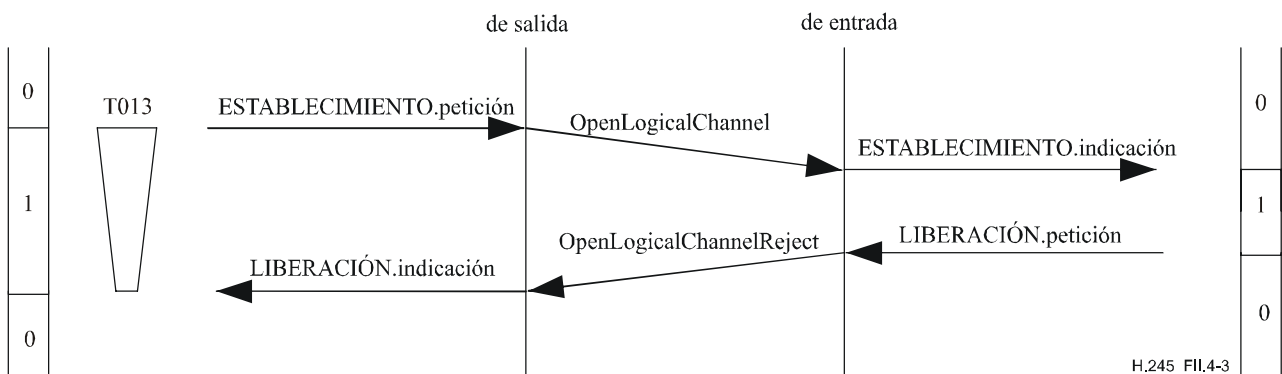 de salida
de entrada
0
T013
ESTABLECIMIENTO.petición
OpenLogicalChannel
0
ESTABLECIMIENTO.indicación
1
1
OpenLogicalChannelReject
LIBERACIÓN.petición
LIBERACIÓN.indicación
0
0
H.245 FII.4-3